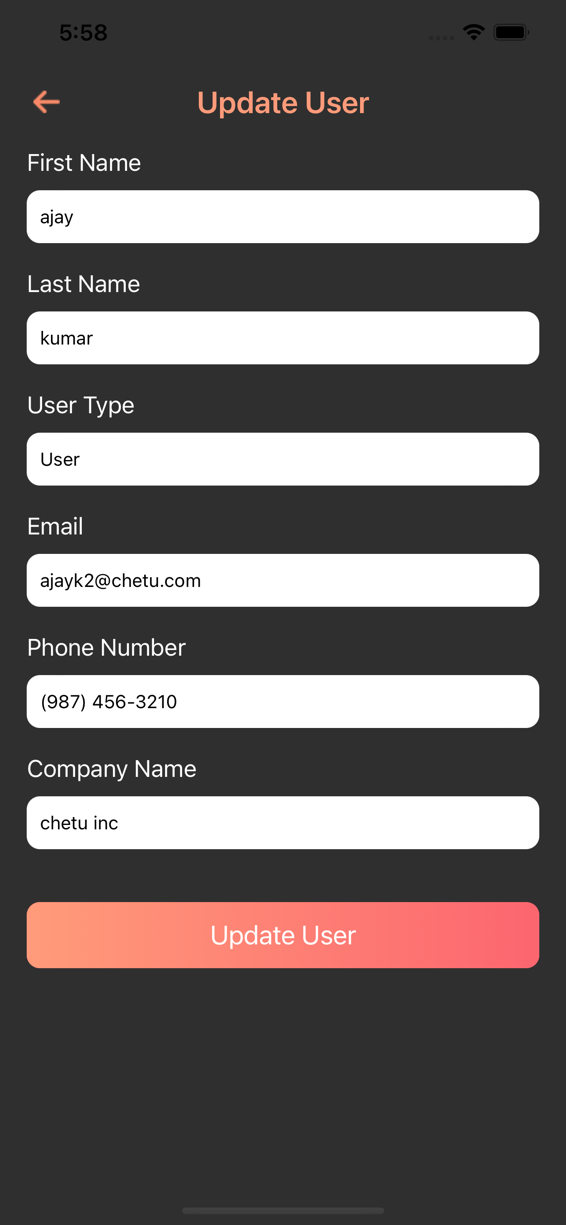 5:58
Update User
First Name
ajay
Last Name
kumar
User Type
User
Email
ajayk2@chetu.com
Phone Number
(987) 456-3210
Company Name
chetu inc
Update User